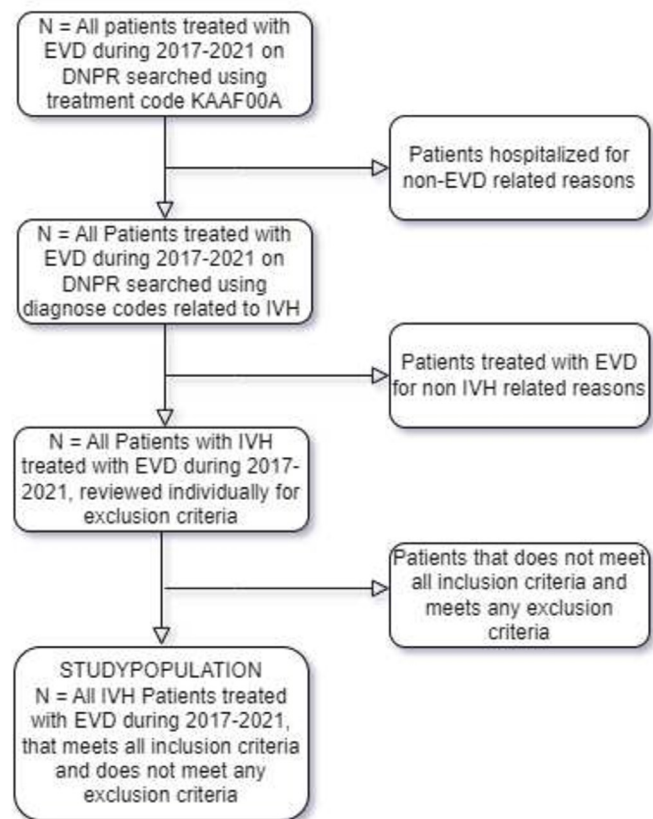 N = All patients treated with
EVD during 2017-2021 on
DNPR searched using
treatment code KAAF00A
Patients hospitalized for
non-EVD related reasons
N = All Patients treated with
EVD during 2017-2021 on
DNPR searched using
diagnose codes related to IVH
Patients treated with EVD
for non IVH related reasons
N = All Patients with IVH
treated with EVD during 2017-
2021, reviewed individually for
exclusion criteria
Patients that does not meet
all inclusion criteria and
meets any exclusion
criteria
STUDYPOPULATION
N = All IVH Patients treated
with EVD during 2017-2021,
that meets all inclusion criteria
and does not meet any
exclusion criteria